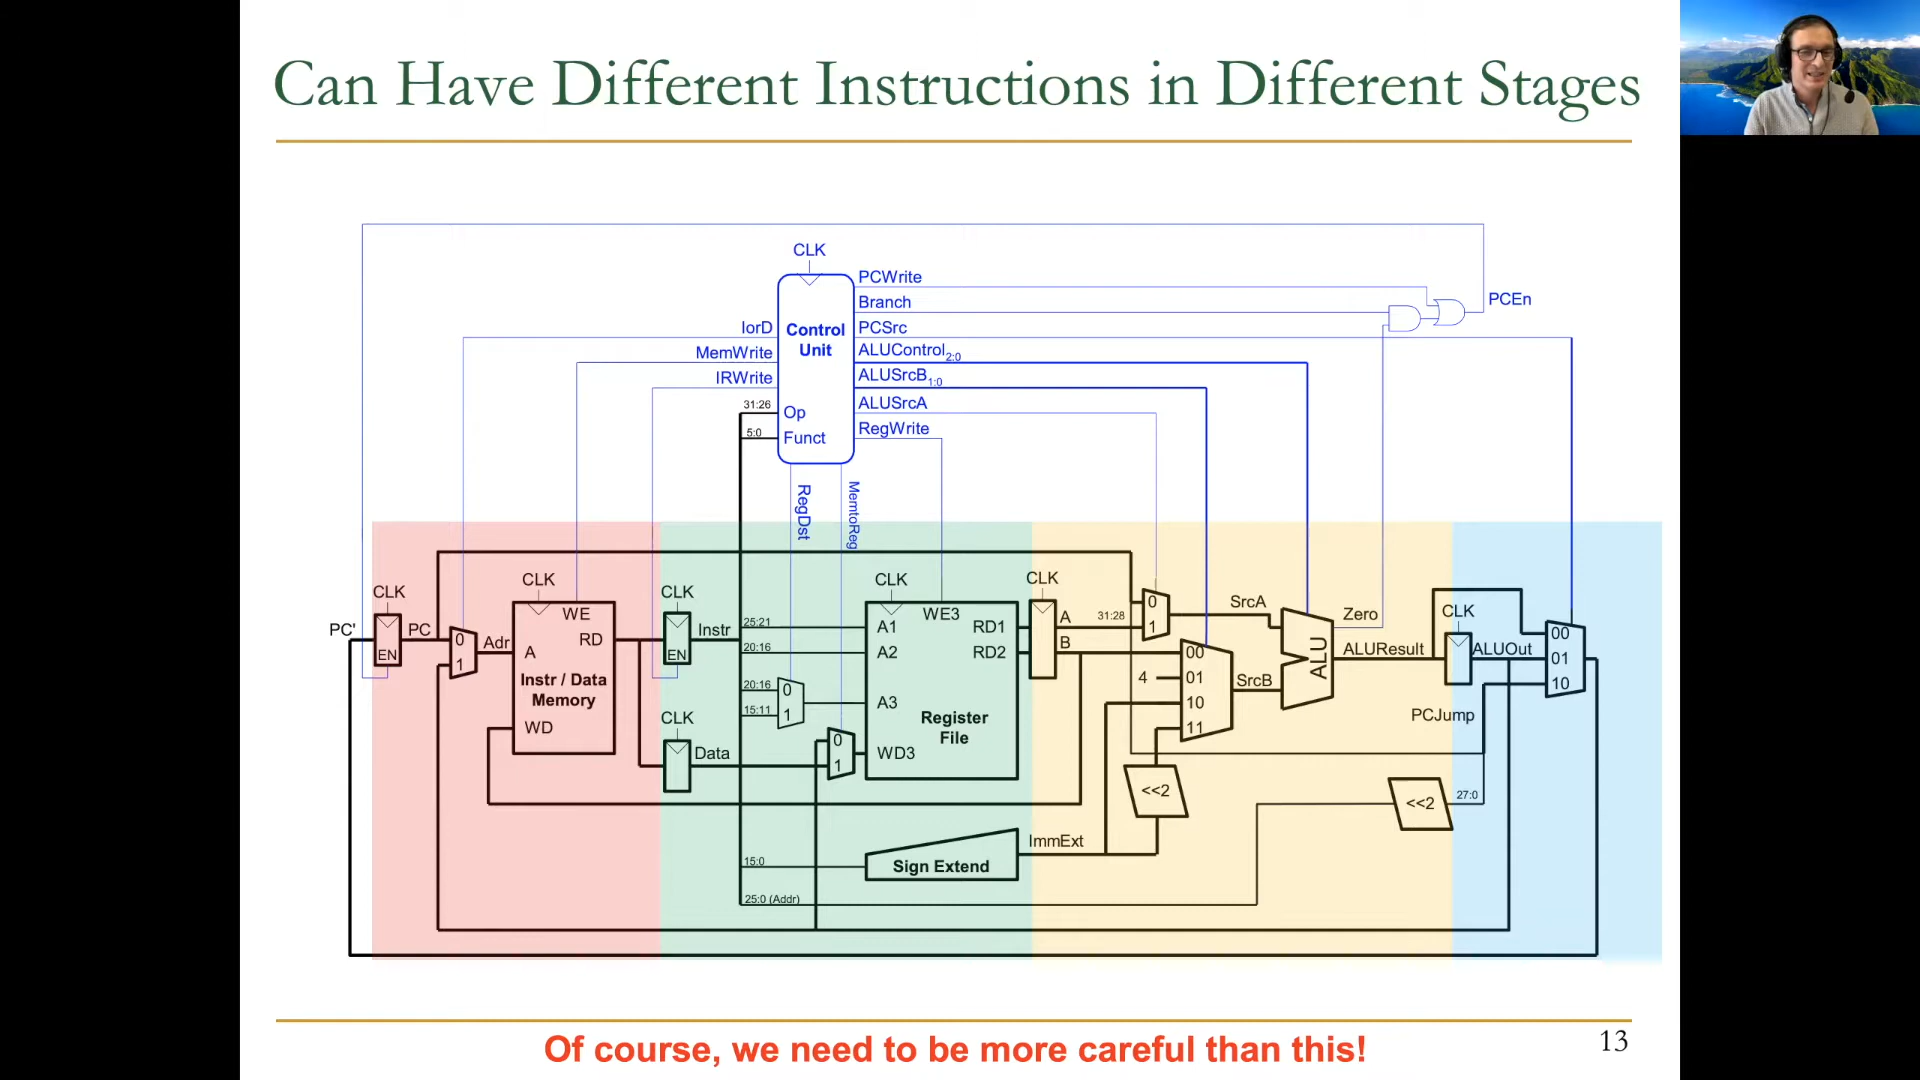 Can Have Different Instructions in Different Stages
CLK
PCWrite
Branch
PCEn
IorD
Control
Unit
PCSrc
MemWrite
ALUControl2:0
IRWrite
ALUSrcB1:0
31:26
Op
ALUSrcA
5:0
Funct
RegWrite
RegDst
MemtoReg
CLK
CLK
CLK
CLK
CLK
CLK
PC'
PC
EN
0
1
Adr
WE
RD
A
Instr / Data
Memory
WD
EN
Instr
CLK
Data
25:21
20:16
20:16
15:11
0
1
0
1
A1
A2
A3
WD3
WE3
RD1
RD2
Register
File
A
B
31:28
0
1
SrcA
4
00
01
10
11
SrcB
ALU
Zero
ALUResult
ALUOut
00
01
10
PCJump
<<2
<<2
27:0
ImmExt
15:0
Sign Extend
25:0 (Addr)
Of course, we need to be more careful than this!
13